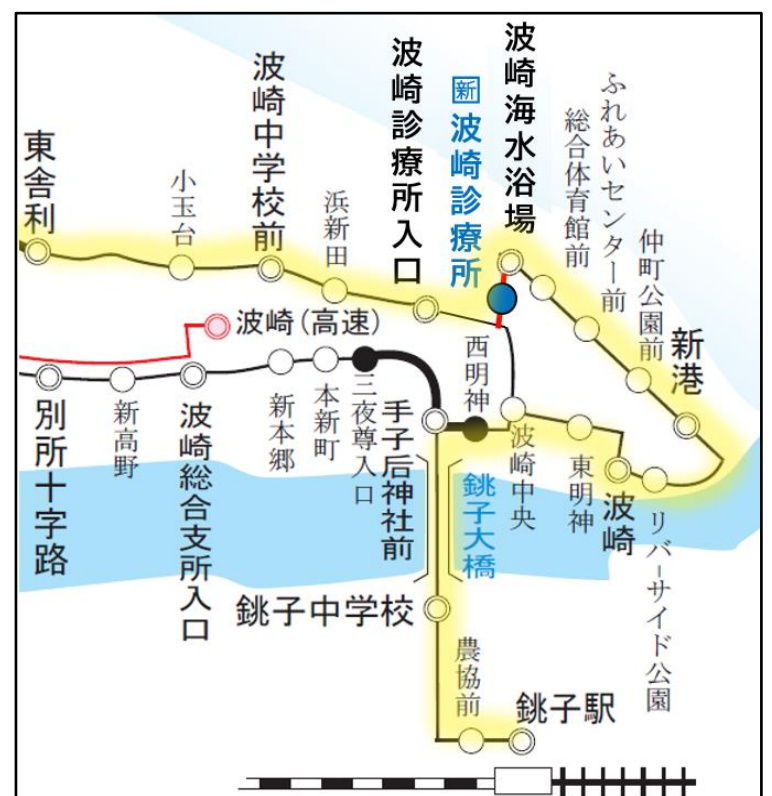 東舎利
小玉台
波崎中学校前
浜新田
波崎診療所入口
新
波崎診療所
波崎海水浴場
総合体育館前
ふれあいセンター前
仲町公園前
新港
波崎(高速)
別所十字路
新高野
波崎総合支所入口
新本郷
本新町
三夜尊入口
手子后神社前
西明神
波崎中央
東明神
波崎
リバーサイド公園
銚子大橋
銚子中学校
農協前
銚子駅